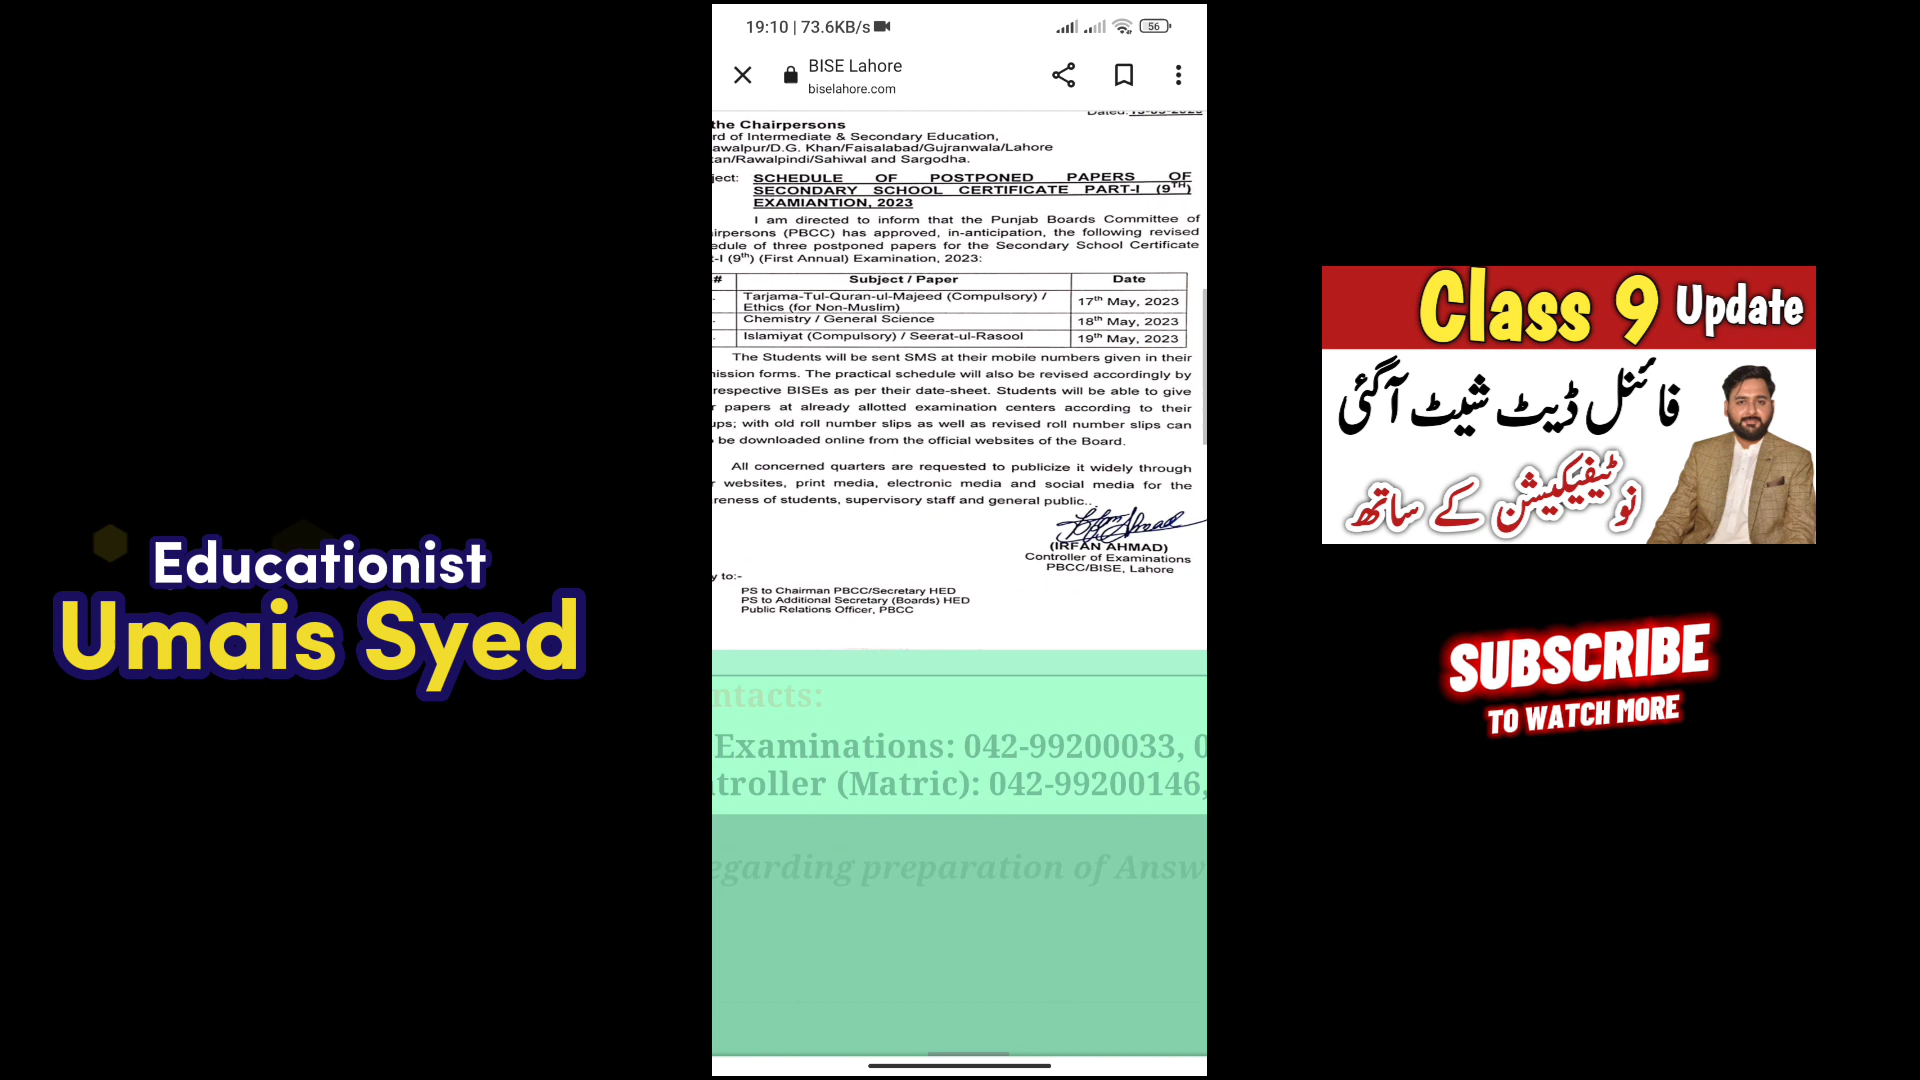 19:10 | 73.6KB/s
56
BISE Lahore
biselahore.com
Dated: 15-05-2023
the Chairpersons
rd of Intermediate & Secondary Education,
awalpur/D.G. Khan/Faisalabad/Gujranwala/Lahore
an/Rawalpindi/Sahiwal and Sargodha.
ject: SCHEDULE OF POSTPONED PAPERS OF
SECONDARY SCHOOL CERTIFICATE PART-I (9TH)
EXAMIANTION, 2023
I am directed to inform that the Punjab Boards Committee of
irpersons (PBCC) has approved, in-anticipation, the following revised
edule of three postponed papers for the Secondary School Certificate
-I (9th) (First Annual) Examination, 2023:
# Subject / Paper Date
Tarjama-Tul-Quran-ul-Majeed (Compulsory) /
Ethics (for Non-Muslim) 17th May, 2023
Chemistry / General Science 18th May, 2023
Islamiyat (Compulsory) / Seerat-ul-Rasool 19th May, 2023
The Students will be sent SMS at their mobile numbers given in their
nission forms. The practical schedule will also be revised accordingly by
respective BISEs as per their date-sheet. Students will be able to give
r papers at already allotted examination centers according to their
ups; with old roll number slips as well as revised roll number slips can
be downloaded online from the official websites of the Board.
All concerned quarters are requested to publicize it widely through
r websites, print media, electronic media and social media for the
reness of students, supervisory staff and general public..
(IRFAN AHMAD)
Controller of Examinations
PBCC/BISE, Lahore
y to:-
PS to Chairman PBCC/Secretary HED
PS to Additional Secretary (Boards) HED
Public Relations Officer, PBCC
ntacts:
Examinations: 042-99200033, 0
troller (Matric): 042-99200146,
egarding preparation of Answ
Educationist
Umais Syed
Class 9 Update
فائنل ڈیٹ شیٹ آگئی
نوٹیفیکیشن کے ساتھ
SUBSCRIBE
TO WATCH MORE